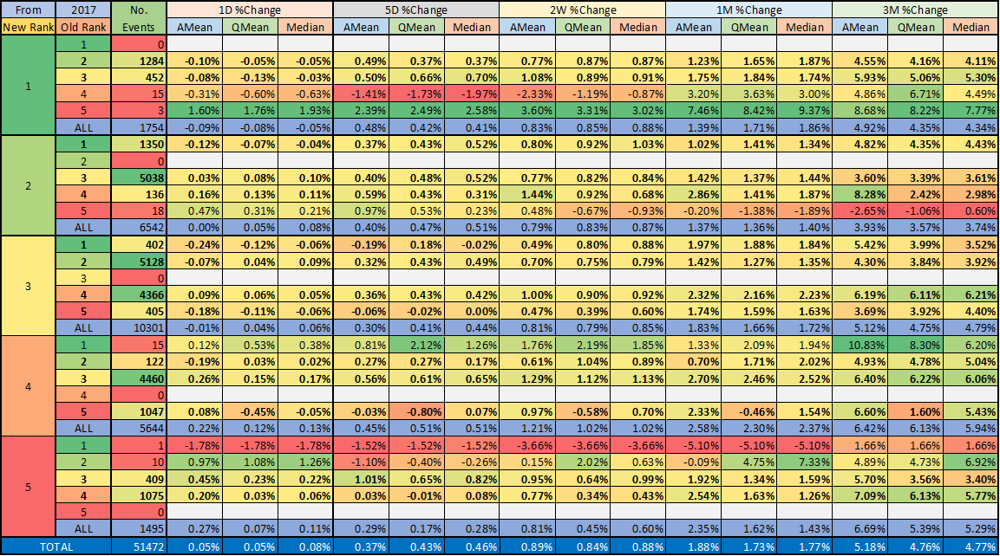 From 2017 No. 1D %Change 5D %Change 2W %Change 1M %Change 3M %Change
New Rank Old Rank Events AMean QMean Median AMean QMean Median AMean QMean Median AMean QMean Median AMean QMean Median
1 0
2 1284 -0.10% -0.05% -0.05% 0.49% 0.37% 0.37% 0.77% 0.87% 0.87% 1.23% 1.65% 1.87% 4.55% 4.16% 4.11%
3 452 -0.08% -0.13% -0.03% 0.50% 0.66% 0.70% 1.08% 0.89% 0.91% 1.75% 1.84% 1.74% 5.93% 5.06% 5.30%
1 4 15 -0.31% -0.60% -0.63% -1.41% -1.73% -1.97% -2.33% -1.19% -0.87% 3.20% 3.63% 3.00% 4.86% 6.71% 4.49%
5 3 1.60% 1.76% 1.93% 2.39% 2.49% 2.58% 3.60% 3.31% 3.02% 7.46% 8.42% 9.37% 8.68% 8.22% 7.77%
ALL 1754 -0.09% -0.08% -0.05% 0.48% 0.42% 0.41% 0.83% 0.85% 0.88% 1.40% 1.71% 1.86% 4.92% 4.35% 4.34%
1 1350 -0.12% -0.07% -0.04% 0.37% 0.43% 0.52% 0.80% 0.92% 1.03% 1.02% 1.41% 1.34% 4.82% 4.35% 4.43%
2 0
3 5038 0.03% 0.08% 0.10% 0.40% 0.48% 0.52% 0.77% 0.82% 0.84% 1.42% 1.37% 1.44% 3.60% 3.39% 3.61%
2 4 136 0.16% 0.13% 0.11% 0.59% 0.43% 0.31% 1.44% 0.92% 0.68% 2.86% 1.41% 1.87% 8.28% 2.42% 2.98%
5 18 0.47% 0.31% 0.21% 0.97% 0.53% 0.23% 0.48% -0.67% -0.93% -0.20% -1.38% -1.89% -2.65% -1.06% 0.60%
ALL 6542 0.00% 0.05% 0.08% 0.40% 0.47% 0.51% 0.79% 0.83% 0.87% 1.37% 1.36% 1.40% 3.93% 3.57% 3.74%
1 402 -0.24% -0.12% -0.06% -0.19% 0.18% -0.02% 0.49% 0.80% 0.88% 1.97% 1.88% 1.84% 5.42% 3.99% 3.52%
2 5128 -0.07% 0.04% 0.09% 0.32% 0.43% 0.49% 0.70% 0.75% 0.79% 1.42% 1.27% 1.35% 4.30% 3.84% 3.92%
3 0
3 4 4366 0.09% 0.06% 0.05% 0.36% 0.43% 0.42% 1.00% 0.90% 0.92% 2.32% 2.16% 2.23% 6.19% 6.11% 6.21%
5 405 -0.18% -0.11% -0.06% -0.06% -0.02% 0.00% 0.47% 0.39% 0.60% 1.74% 1.59% 1.63% 3.69% 3.92% 4.40%
ALL 10301 -0.01% 0.04% 0.06% 0.30% 0.41% 0.44% 0.81% 0.79% 0.85% 1.83% 1.66% 1.72% 5.12% 4.75% 4.79%
1 15 0.12% 0.53% 0.38% 0.81% 2.12% 1.26% 1.76% 2.19% 1.85% 1.33% 2.09% 1.94% 10.83% 8.30% 6.20%
2 122 -0.19% 0.03% 0.02% 0.27% 0.27% 0.17% 0.61% 1.04% 0.89% 0.70% 1.71% 2.02% 4.93% 4.78% 5.04%
3 4460 0.26% 0.15% 0.17% 0.56% 0.61% 0.65% 1.29% 1.12% 1.13% 2.70% 2.46% 2.52% 6.40% 6.22% 6.06%
4 4 0
5 1047 0.08% -0.45% -0.05% -0.03% -0.80% 0.07% 0.97% -0.58% 0.70% 2.33% -0.46% 1.54% 6.60% 1.60% 5.43%
ALL 5644 0.22% 0.12% 0.13% 0.45% 0.51% 0.51% 1.21% 1.02% 1.02% 2.58% 2.30% 2.37% 6.42% 6.13% 5.94%
1 1 -1.78% -1.78% -1.78% -1.52% -1.52% -1.52% -3.66% -3.66% -3.66% -5.10% -5.10% -5.10% 1.66% 1.66% 1.66%
2 10 0.97% 1.08% 1.26% -1.10% -0.40% -0.26% 0.15% 2.02% 0.63% -0.09% 4.75% 7.33% 4.89% 4.73% 6.92%
3 409 0.45% 0.23% 0.22% 1.01% 0.65% 0.82% 0.95% 0.64% 0.99% 1.92% 1.34% 1.59% 5.70% 3.56% 3.40%
5 4 1075 0.20% 0.03% 0.06% 0.03% -0.01% 0.08% 0.77% 0.34% 0.43% 2.54% 1.63% 1.26% 7.09% 6.13% 5.77%
5 0
ALL 1495 0.27% 0.07% 0.11% 0.29% 0.17% 0.28% 0.81% 0.45% 0.60% 2.35% 1.62% 1.43% 6.69% 5.39% 5.29%
TOTAL 51472 0.05% 0.05% 0.08% 0.37% 0.43% 0.46% 0.89% 0.84% 0.88% 1.88% 1.73% 1.77% 5.18% 4.76% 4.77%